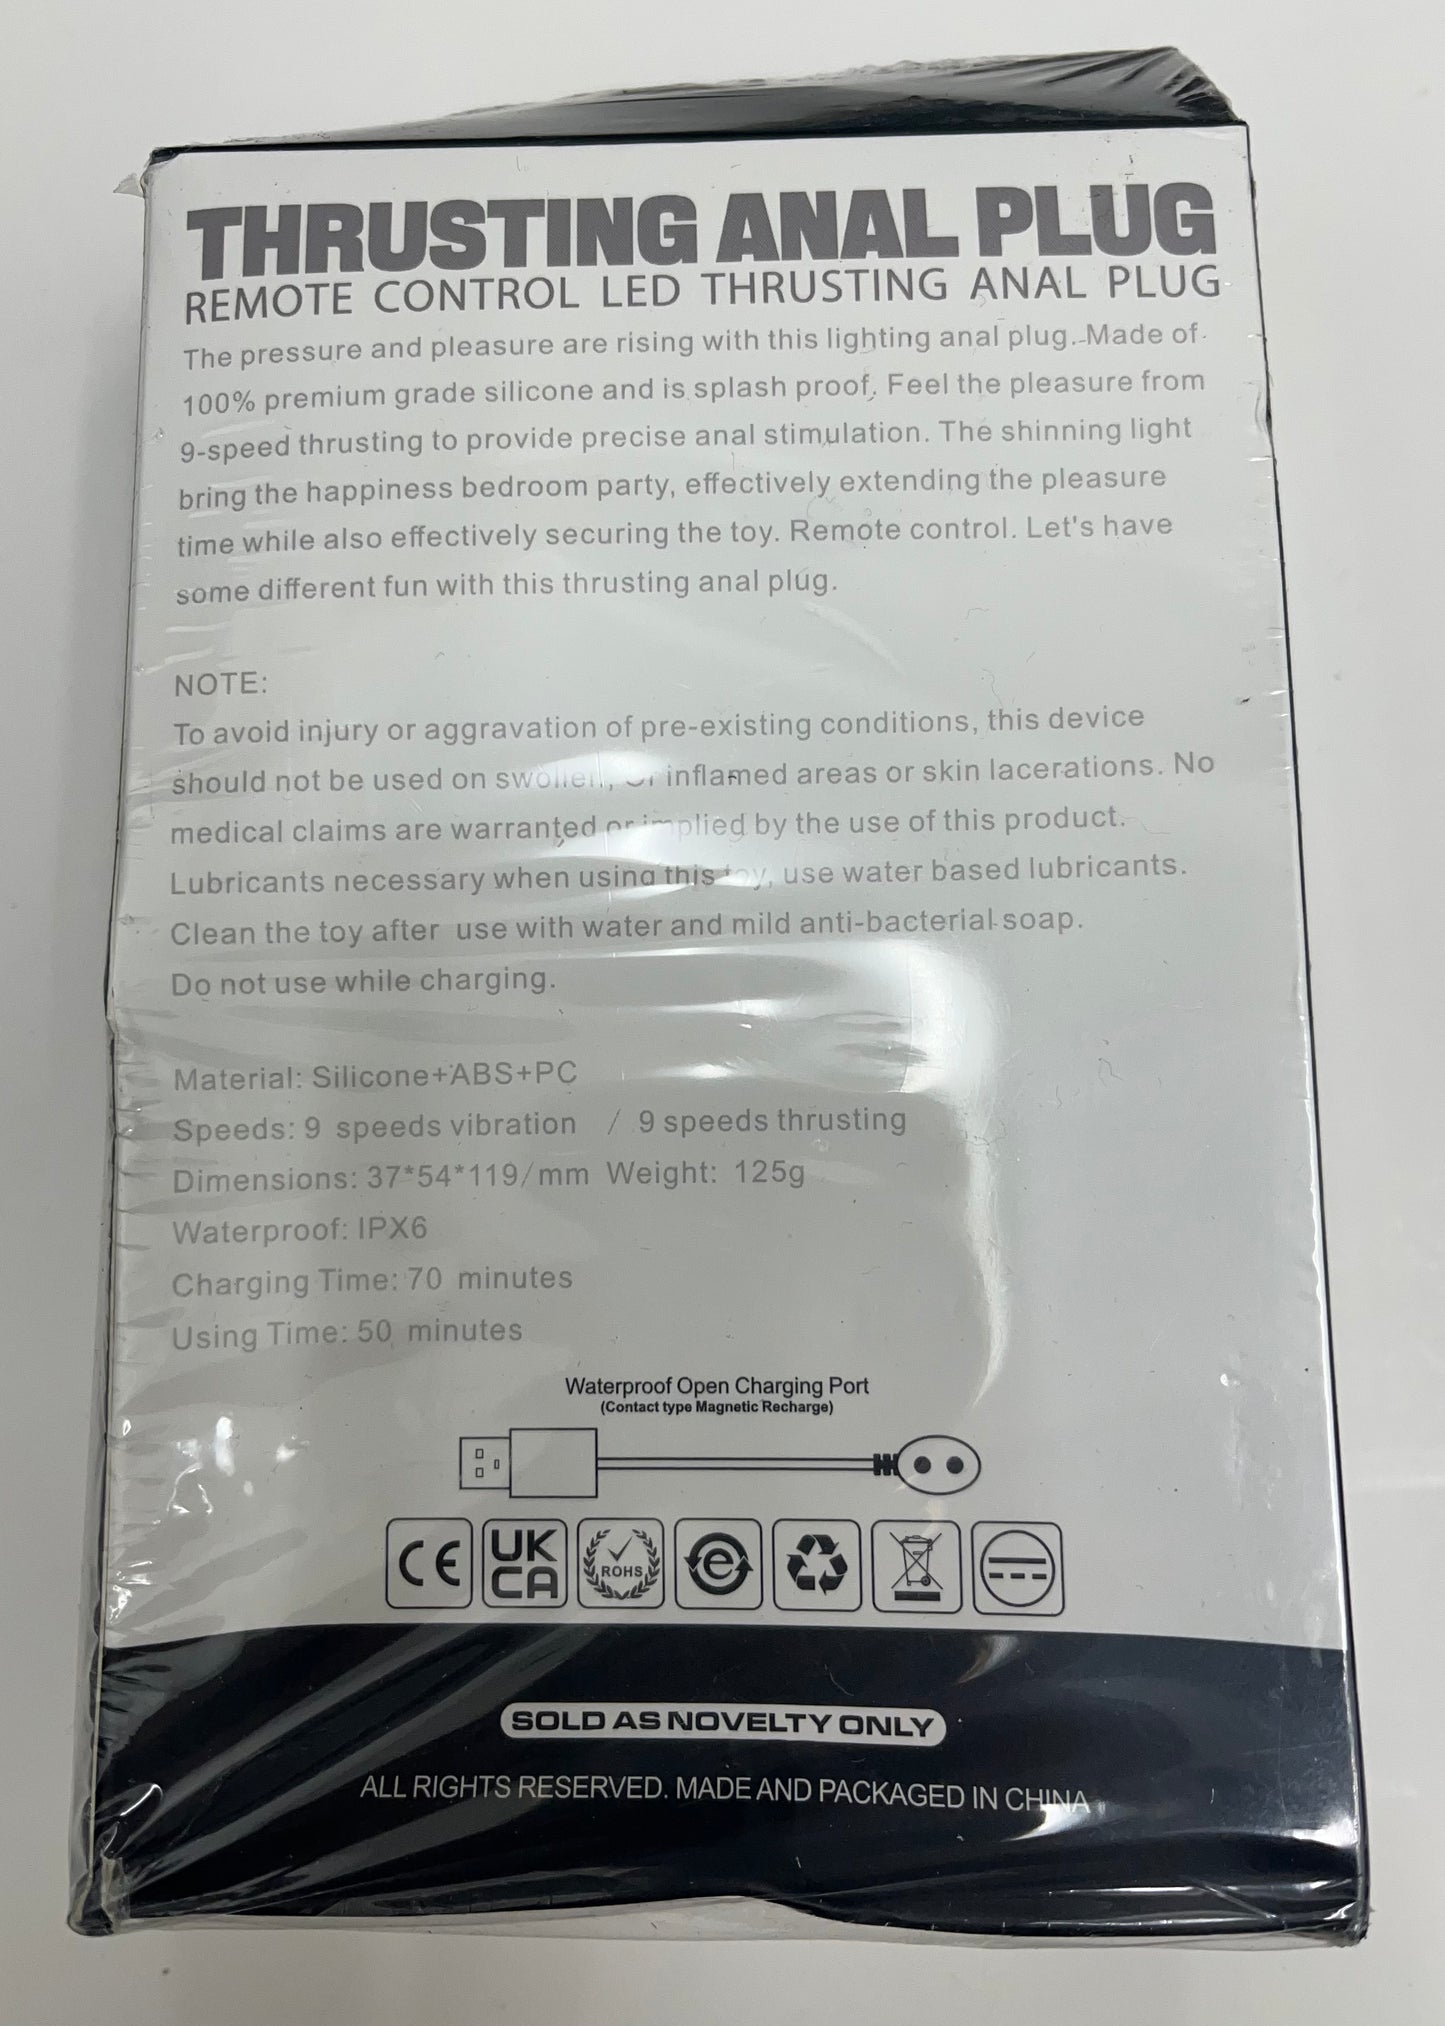 THRUSTING ANAL PLUG
REMOTE CONTROL LED THRUSTING ANAL PLUG
The pressure and pleasure are rising with this lighting anal plug. Made of
100% premium grade silicone and is splash proof. Feel the pleasure from
9-speed thrusting to provide precise anal stimulation. The shinning light
bring the happiness bedroom party, effectively extending the pleasure
time while also effectively securing the toy. Remote control. Let's have
some different fun with this thrusting anal plug.
NOTE:
To avoid injury or aggravation of pre-existing conditions, this device
should not be used on swollen, or inflamed areas or skin lacerations. No
medical claims are warranted or implied by the use of this product.
Lubricants necessary when using this toy, use water based lubricants.
Clean the toy after use with water and mild anti-bacterial soap.
Do not use while charging.
Material: Silicone+ABS+PC
Speeds: 9 speeds vibration / 9 speeds thrusting
Dimensions: 37*54*119/mm Weight: 125g
Waterproof: IPX6
Charging Time: 70 minutes
Using Time: 50 minutes
Waterproof Open Charging Port
(Contact type Magnetic Recharge)
CE UK CA ROHS e
SOLD AS NOVELTY ONLY
ALL RIGHTS RESERVED. MADE AND PACKAGED IN CHINA